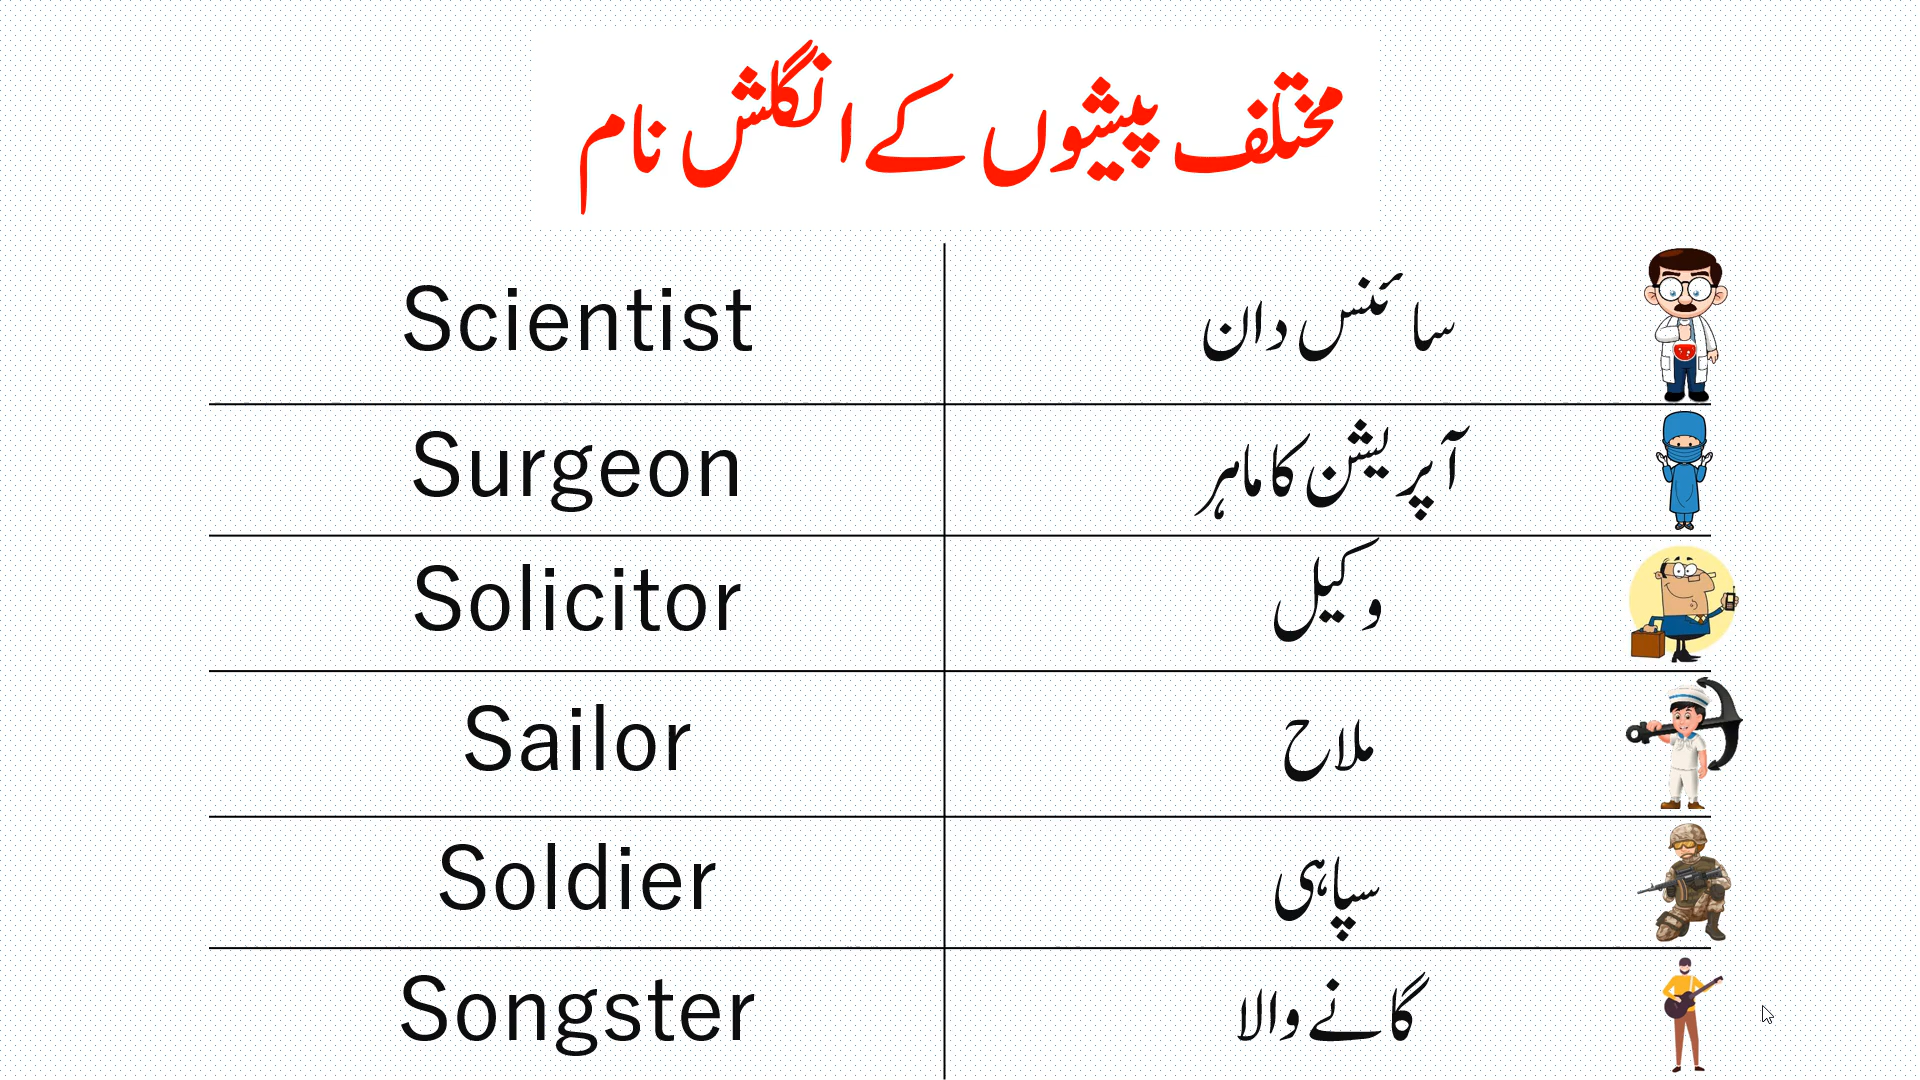 مختلف پیشوں کے انگلش نام
Scientist سائنس دان
Surgeon آپریشن کا ماہر
Solicitor وکیل
Sailor ملاح
Soldier سپاہی
Songster گانے والا